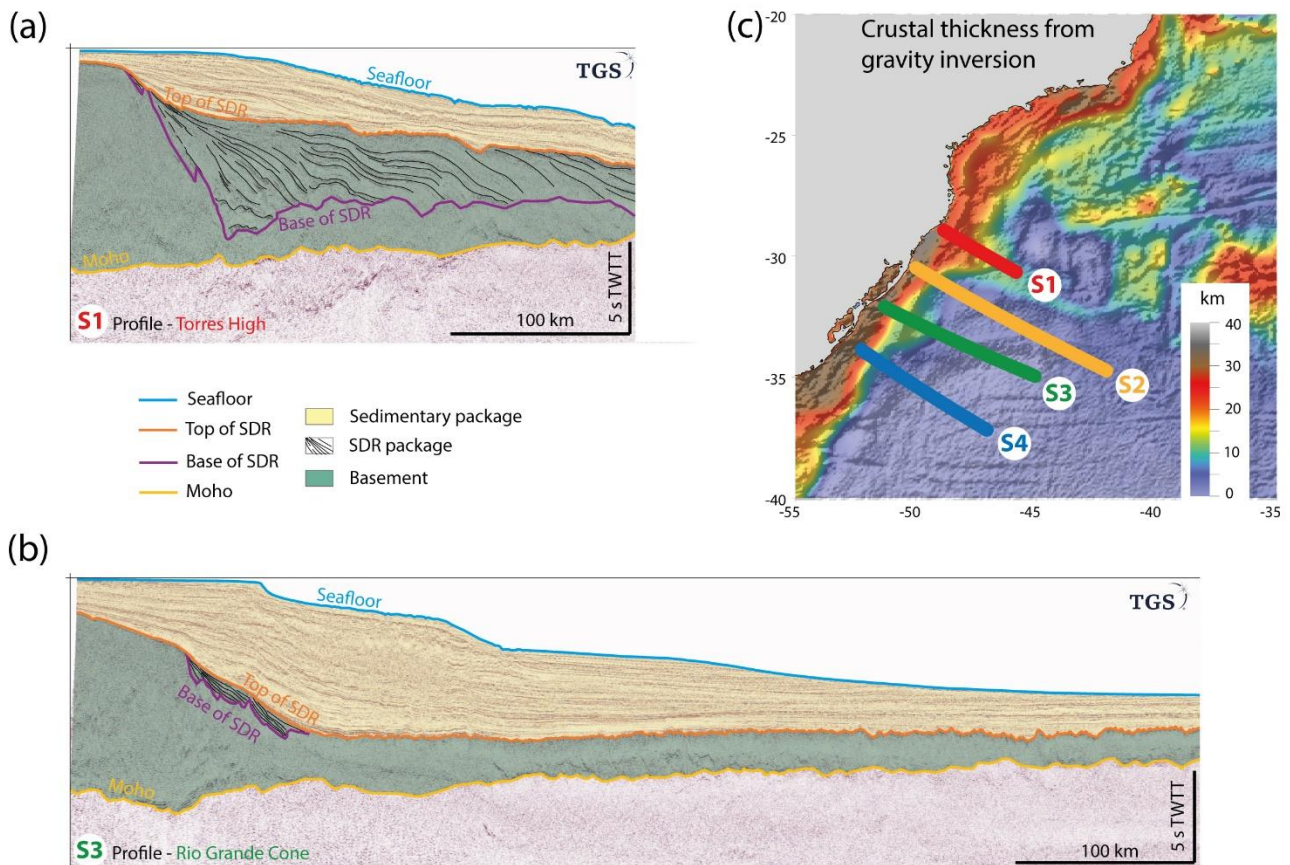 (a)
TGS
Seafloor
Top of SDR
Base of SDR
Moho
S1 Profile - Torres High
100 km
5 s TWTT
Seafloor
Top of SDR
Base of SDR
Moho
Sedimentary package
SDR package
Basement
(c)
Crustal thickness from
gravity inversion
-20
-25
-30
-35
-40
-55
-50
-45
-40
-35
S1
S2
S3
S4
km
40
30
20
10
0
(b)
TGS
Seafloor
Top of SDR
Base of SDR
Moho
S3 Profile - Rio Grande Cone
100 km
5 s TWTT